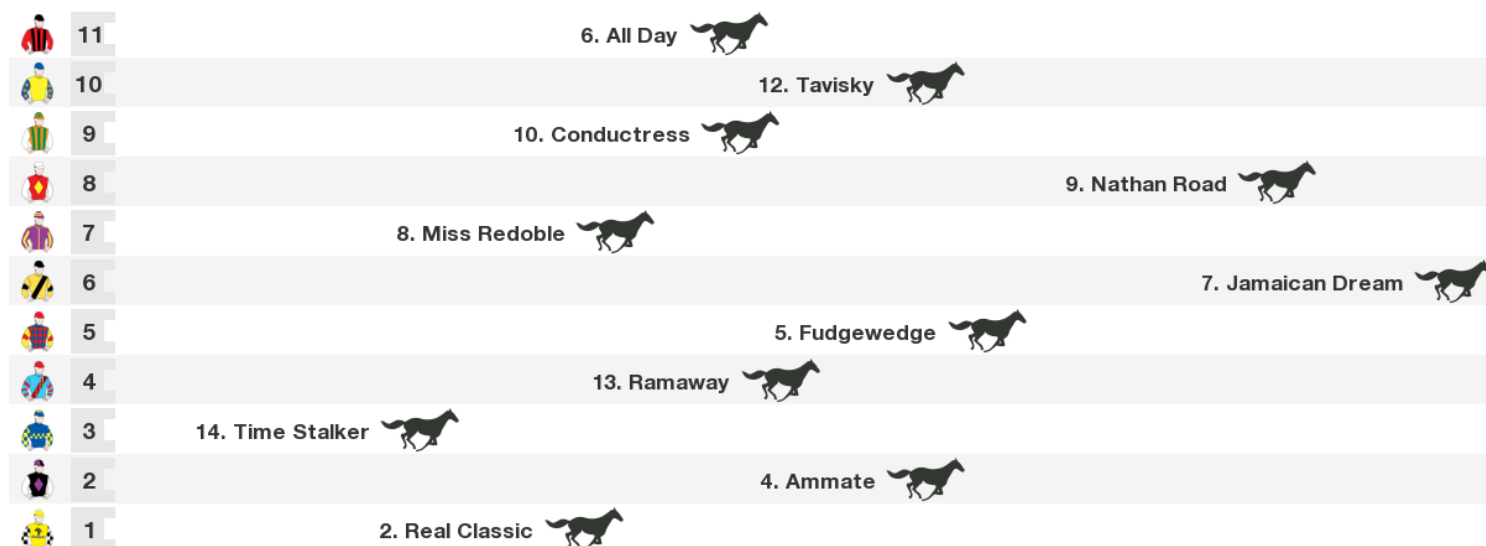 11 6. All Day
10 12. Tavisky
9 10. Conductress
8 9. Nathan Road
7 8. Miss Redoble
6 7. Jamaican Dream
5 5. Fudgewedge
4 13. Ramaway
3 14. Time Stalker
2 4. Ammate
1 2. Real Classic